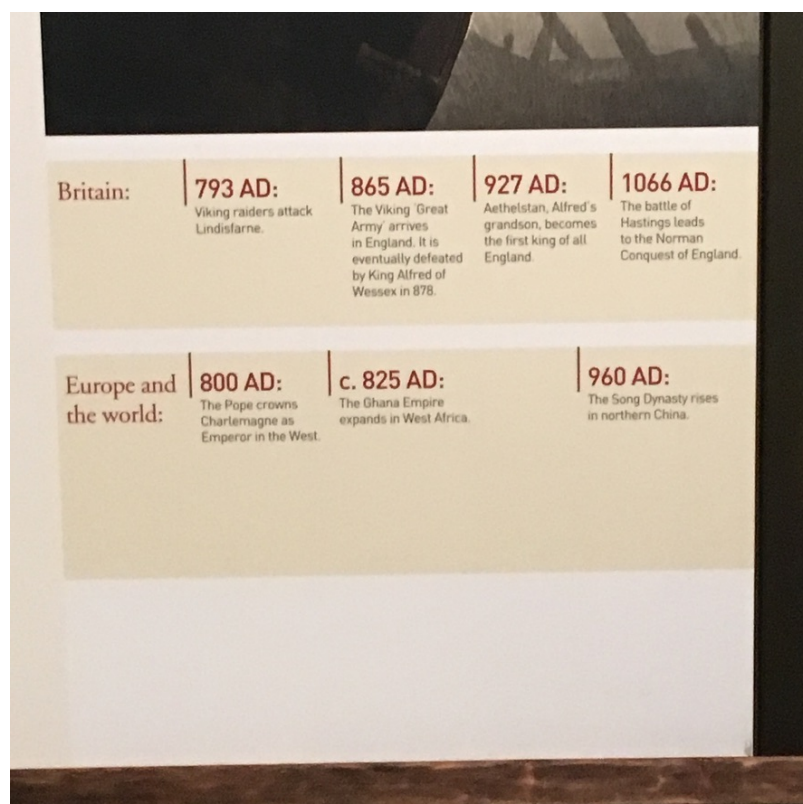 Britain:
793 AD:
Viking raiders attack
Lindisfarne.
865 AD:
The Viking 'Great
Army' arrives
in England. It is
eventually defeated
by King Alfred of
Wessex in 878.
927 AD:
Aethelstan, Alfred's
grandson, becomes
the first king of all
England.
1066 AD:
The battle of
Hastings leads
to the Norman
Conquest of England.
Europe and
the world:
800 AD:
The Pope crowns
Charlemagne as
Emperor in the West.
c. 825 AD:
The Ghana Empire
expands in West Africa.
960 AD:
The Song Dynasty rises
in northern China.